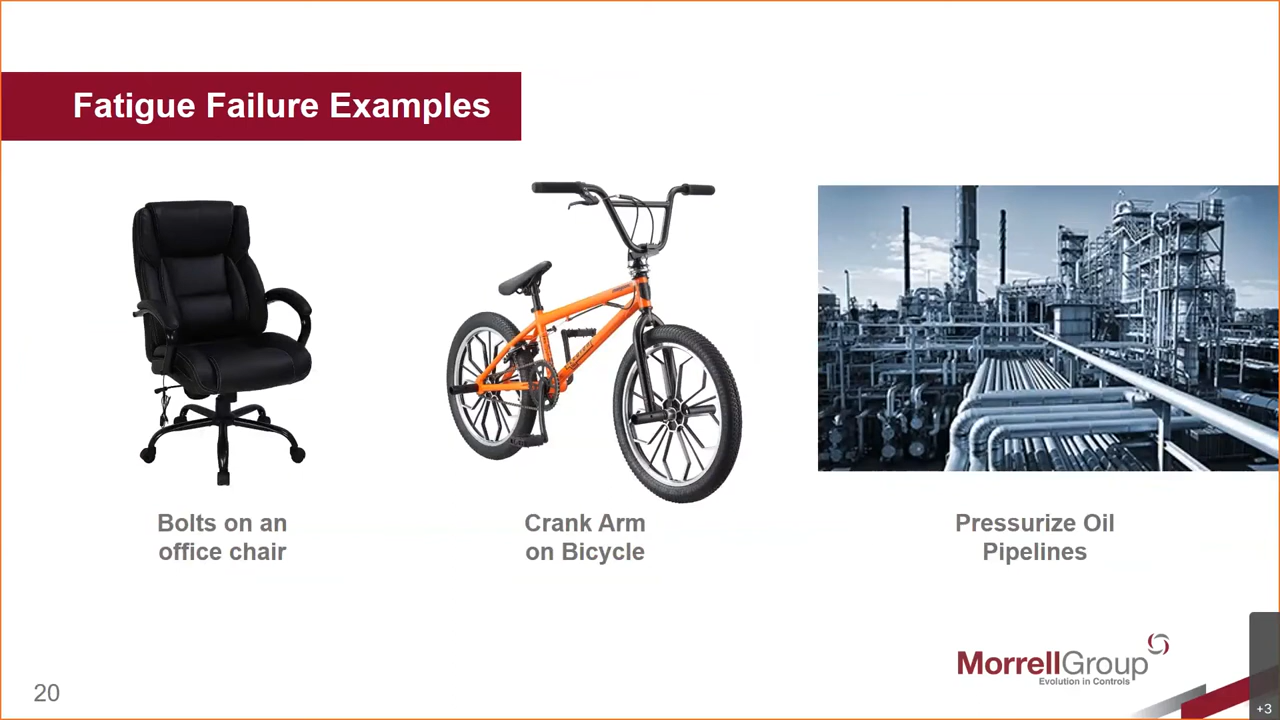 Fatigue Failure Examples
Bolts on an
office chair
Crank Arm
on Bicycle
Pressurize Oil
Pipelines
MorrellGroup
Evolution in Controls
20
+3